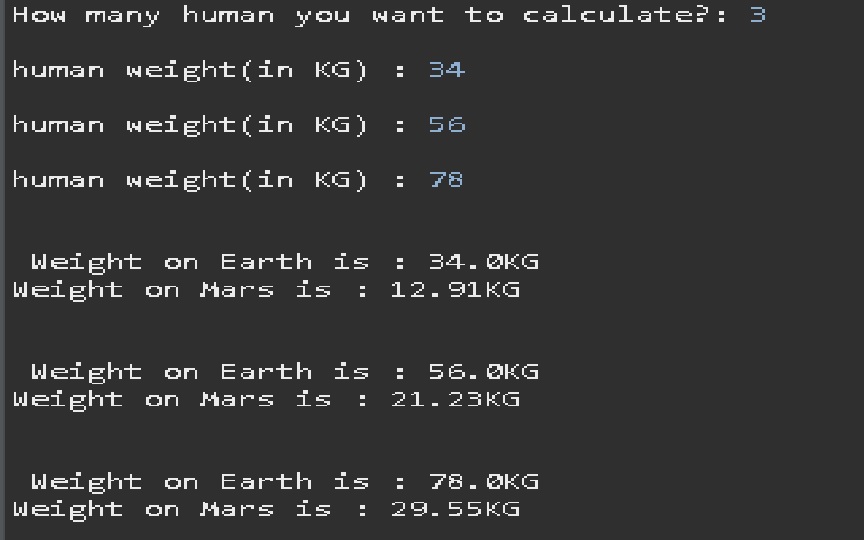 How many human you want to calculate?: 3
human weight(in KG) : 34
human weight(in KG) : 56
human weight(in KG) : 78
Weight on Earth is : 34.0KG
Weight on Mars is : 12.91KG
Weight on Earth is : 56.0KG
Weight on Mars is : 21.23KG
Weight on Earth is : 78.0KG
Weight on Mars is : 29.55KG